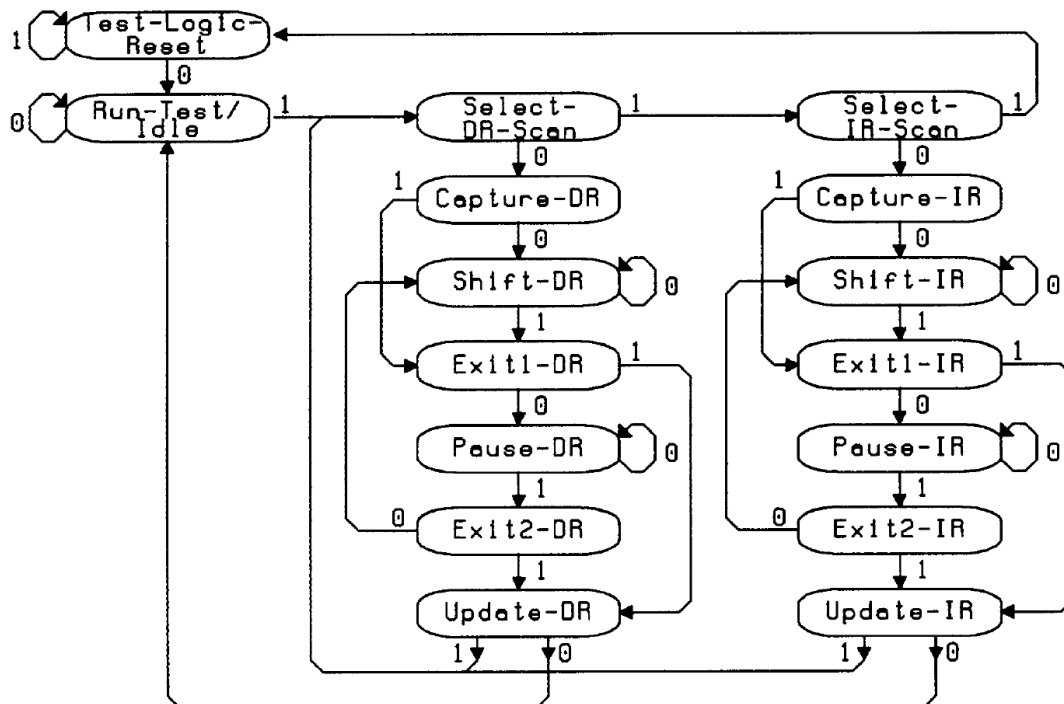 Test-Logic-
Reset
1
0
Run-Test/
Idle
0
1
Select-
DR-Scan
1
Select-
IR-Scan
1
0
0
1
Capture-DR
1
Capture-IR
0
0
Shift-DR
0
Shift-IR
0
1
1
Exit1-DR
1
Exit1-IR
1
0
0
Pause-DR
0
Pause-IR
0
1
1
0
Exit2-DR
0
Exit2-IR
1
1
Update-DR
Update-IR
1
0
1
0